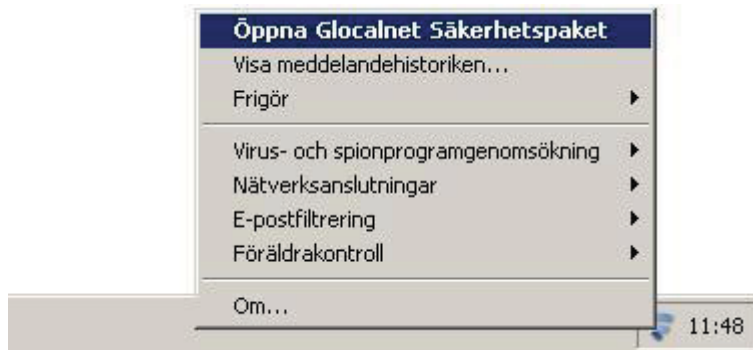 Öppna Glocalnet Säkerhetspaket
Visa meddelandehistoriken...
Frigör
Virus- och spionprogramgenomsökning
Nätverksanslutningar
E-postfiltrering
Föräldrakontroll
Om...
11:48